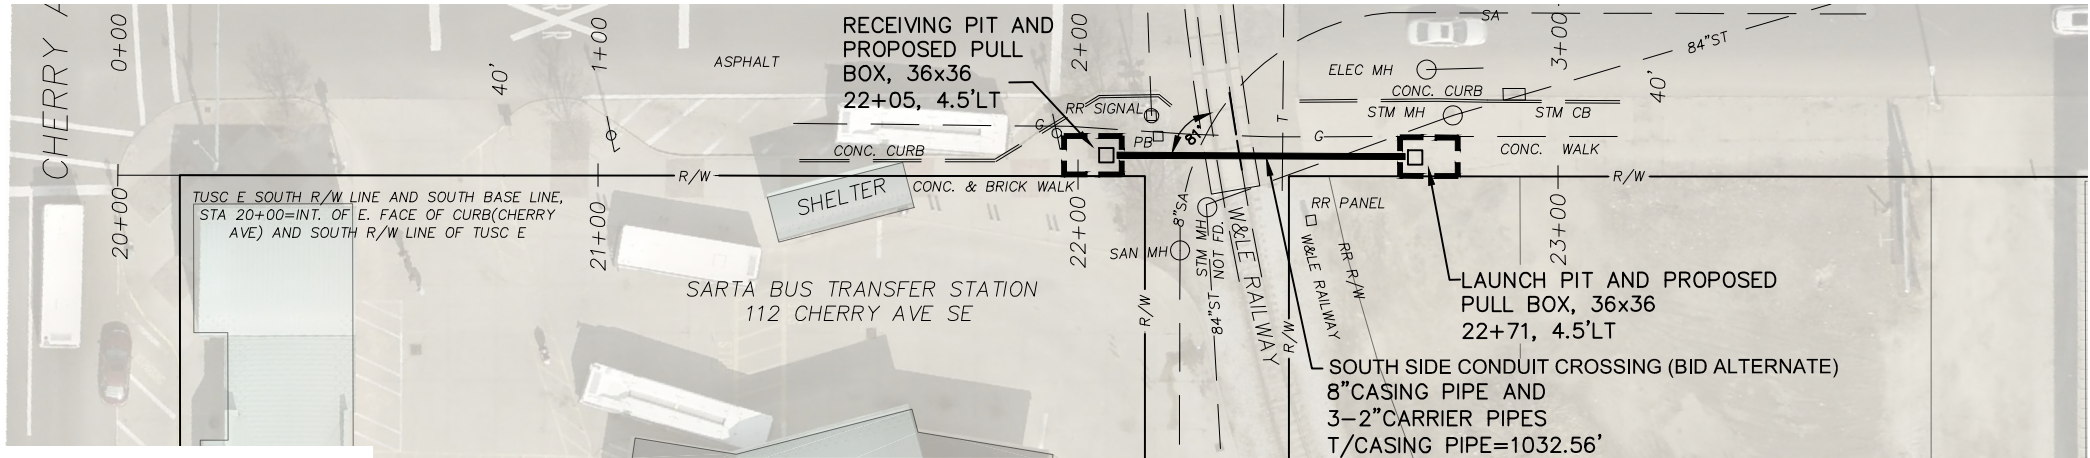 CHERRY A
0+00
40'
1+00
ASPHALT
RECEIVING PIT AND
PROPOSED PULL
BOX, 36x36
22+05, 4.5'LT
2+00
RR SIGNAL
G
PB
81°
T
SA
84"ST
3+00
40'
ELEC MH
CONC. CURB
STM MH
STM CB
G
CONC. WALK
CONC. CURB
R/W
CONC. & BRICK WALK
SHELTER
R/W
20+00
TUSC E SOUTH R/W LINE AND SOUTH BASE LINE,
STA 20+00=INT. OF E. FACE OF CURB(CHERRY
AVE) AND SOUTH R/W LINE OF TUSC E
21+00
22+00
23+00
SARTA BUS TRANSFER STATION
112 CHERRY AVE SE
SAN MH
8"SA
STM MH
NOT FD.
84"ST
R/W
W&LE RAILWAY
R/W
RR PANEL
W&LE RAILWAY
RR R/W
LAUNCH PIT AND PROPOSED
PULL BOX, 36x36
22+71, 4.5'LT
SOUTH SIDE CONDUIT CROSSING (BID ALTERNATE)
8"CASING PIPE AND
3-2"CARRIER PIPES
T/CASING PIPE=1032.56'